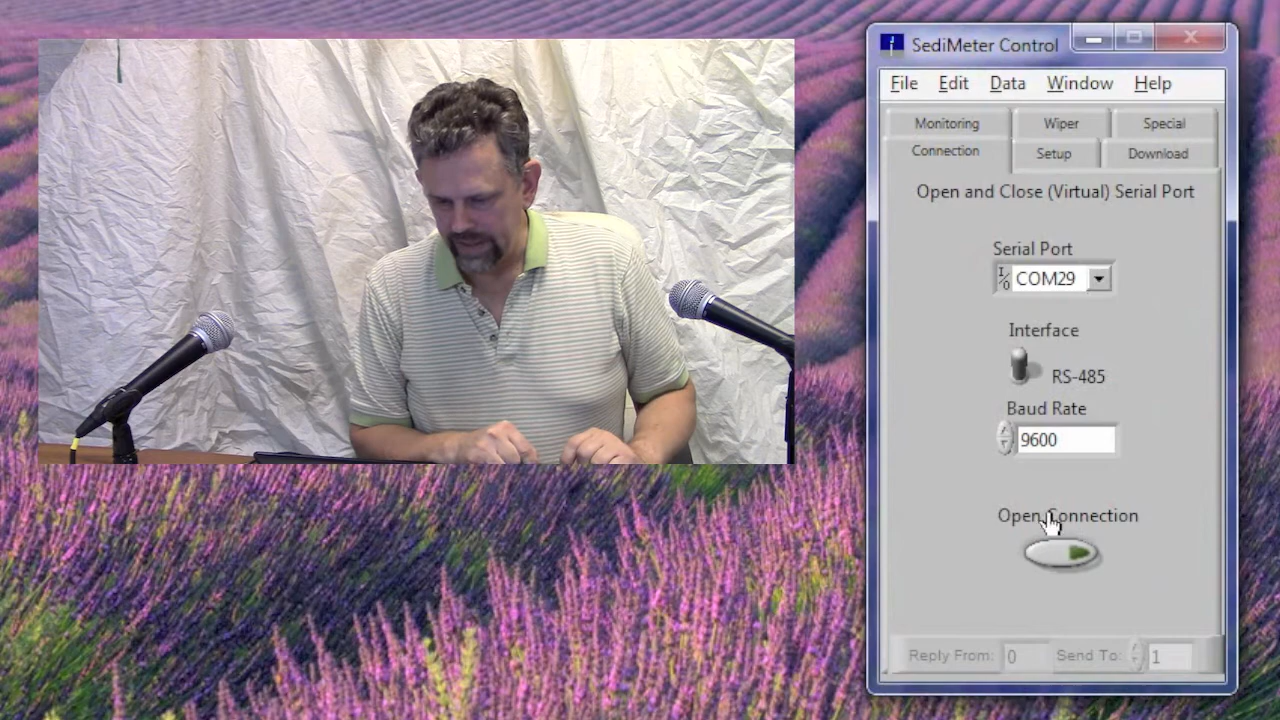 SediMeter Control
File Edit Data Window Help
Monitoring Wiper Special
Connection Setup Download
Open and Close (Virtual) Serial Port
Serial Port
I/O COM29
Interface
RS-485
Baud Rate
9600
Open Connection
Reply From: 0 Send To: 1